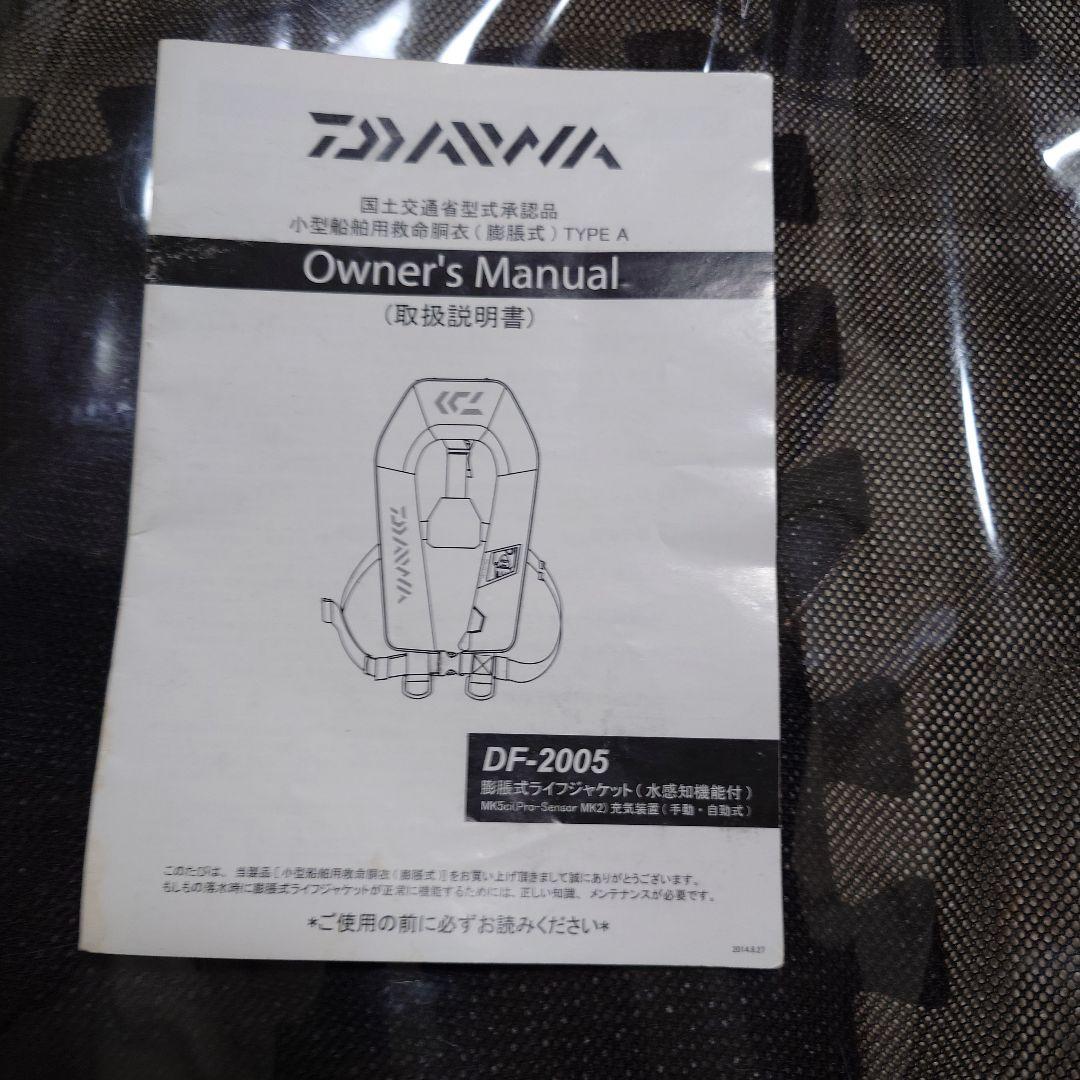 DAIWA
国土交通省型式承認品
小型船舶用救命胴衣(膨脹式)TYPE A
Owner's Manual
(取扱説明書)
DAIWA
DF-2005
膨脹式ライフジャケット(水感知機能付)
MK5ci(Pro-Sensor MK2)充気装置(手動・自動式)
このたびは、当製品[小型船舶用救命胴衣(膨脹式)]をお買い上げ頂きまして誠にありがとうございます。
もしもの落水時に膨脹式ライフジャケットが正常に機能するためには、正しい知識、メンテナンスが必要です。
*ご使用の前に必ずお読みください*
2014.8.27